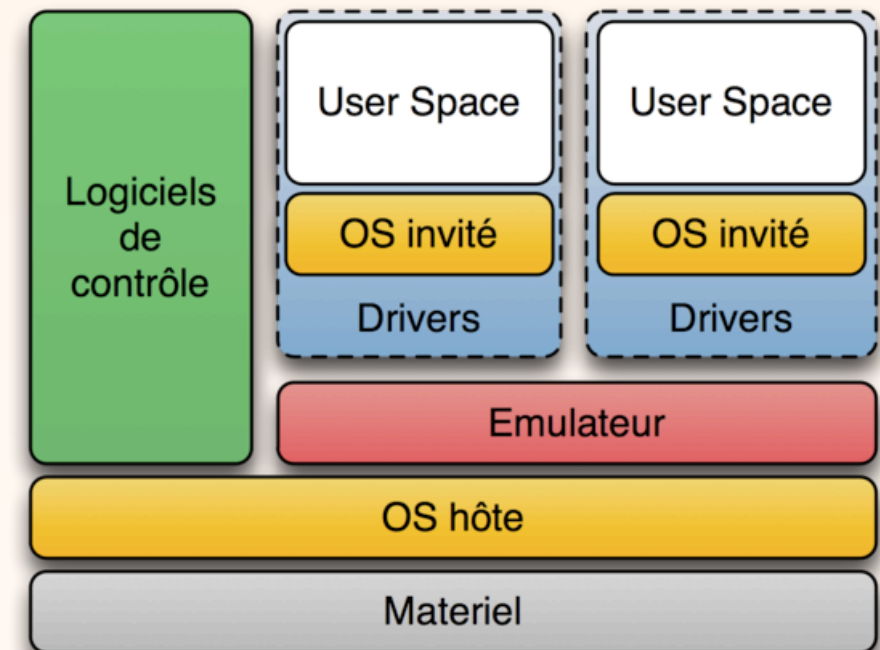 Logiciels
de
contrôle
User Space
OS invité
Drivers
User Space
OS invité
Drivers
Emulateur
OS hôte
Materiel